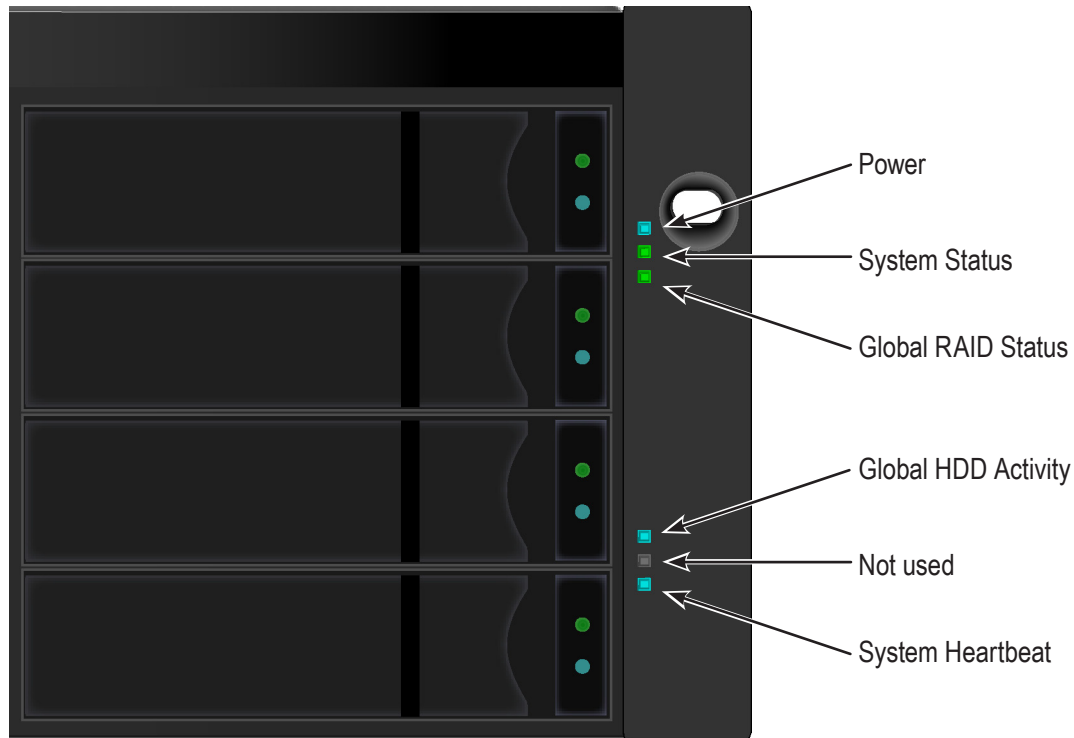 Power
System Status
Global RAID Status
Global HDD Activity
Not used
System Heartbeat